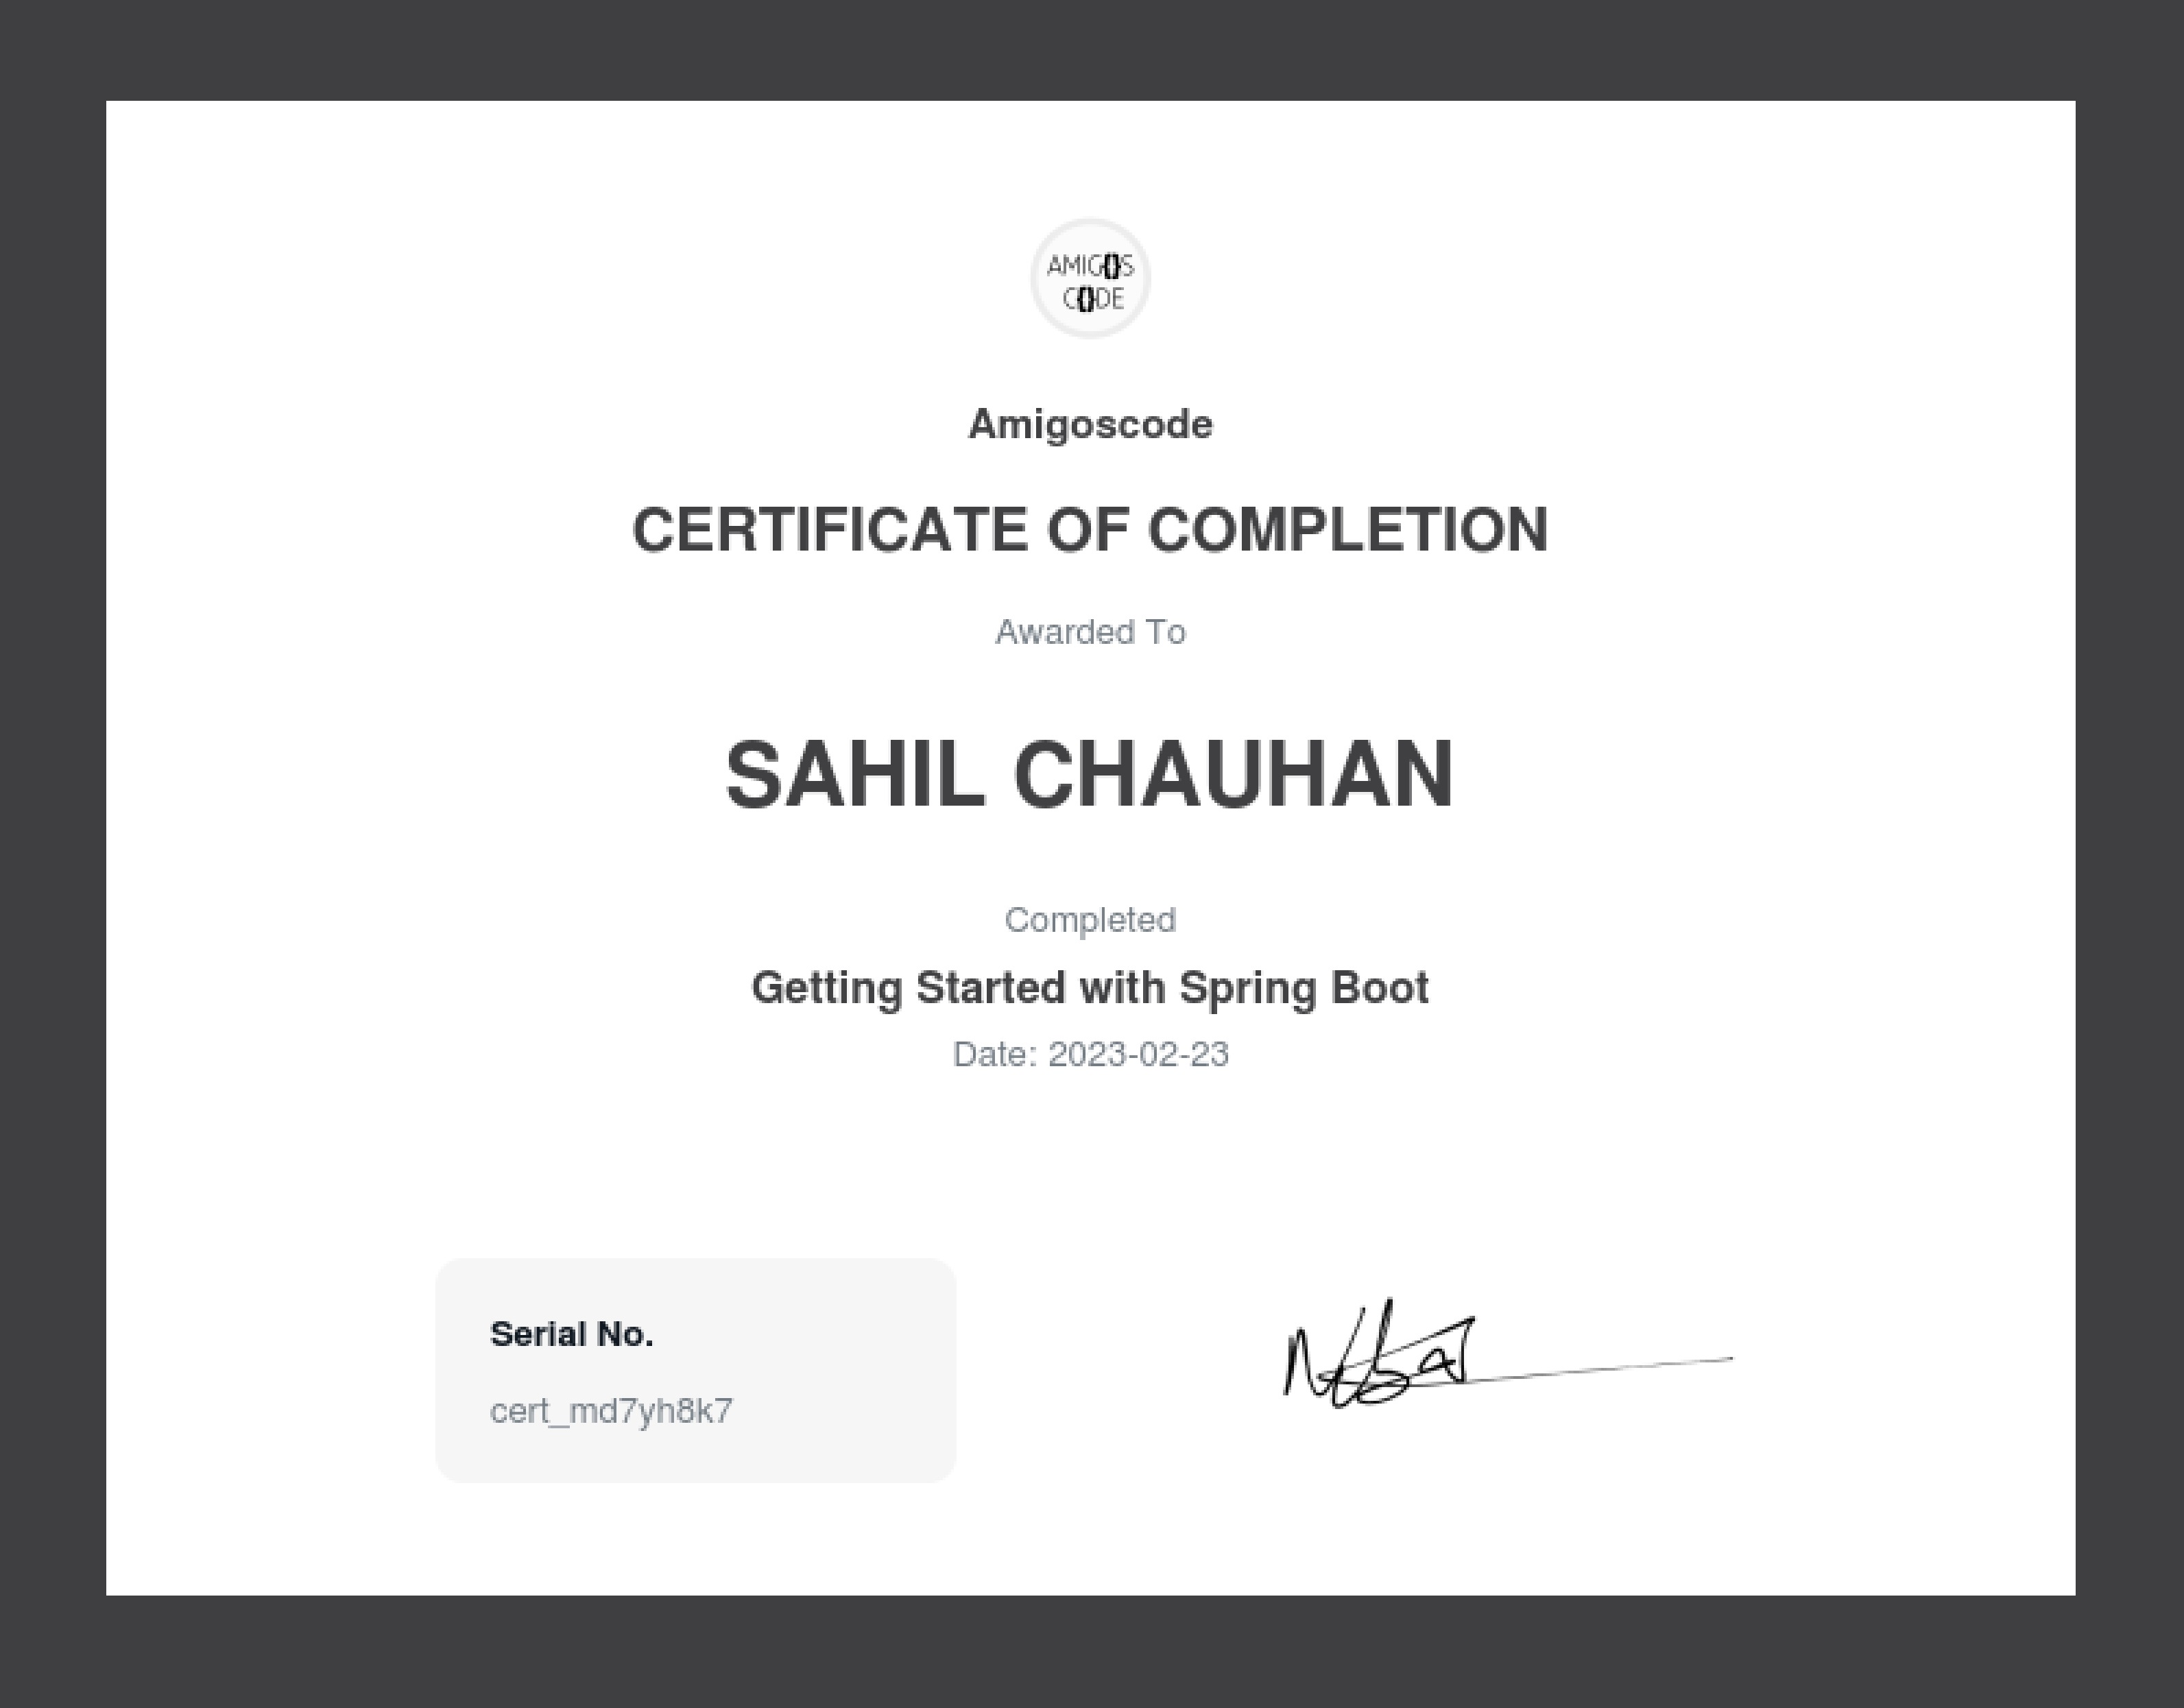 AMIGOS
CODE
Amigoscode
CERTIFICATE OF COMPLETION
Awarded To
SAHIL CHAUHAN
Completed
Getting Started with Spring Boot
Date: 2023-02-23
Serial No.
cert_md7yh8k7